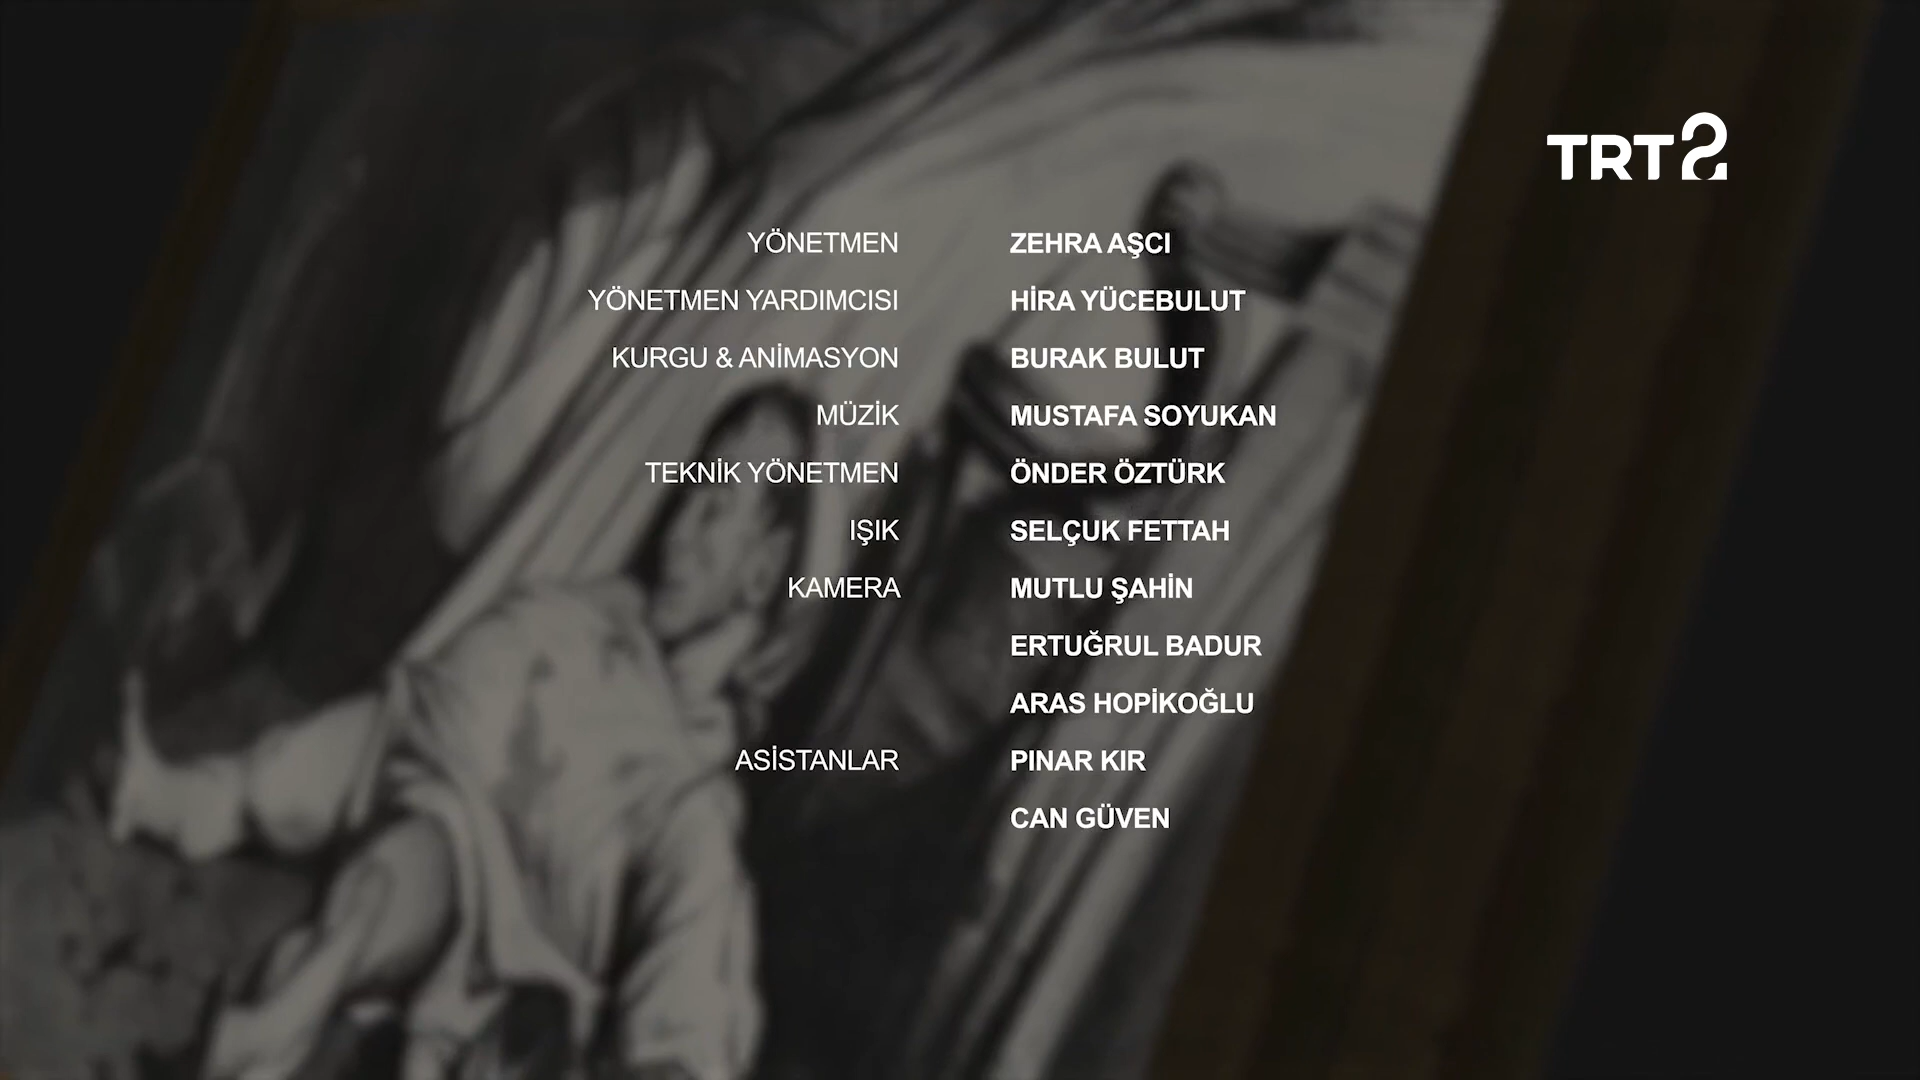 TRT2
YÖNETMEN ZEHRA AŞCI
YÖNETMEN YARDIMCISI HİRA YÜCEBULUT
KURGU & ANİMASYON BURAK BULUT
MÜZİK MUSTAFA SOYUKAN
TEKNİK YÖNETMEN ÖNDER ÖZTÜRK
IŞIK SELÇUK FETTAH
KAMERA MUTLU ŞAHİN
ERTUĞRUL BADUR
ARAS HOPİKOĞLU
ASİSTANLAR PINAR KIR
CAN GÜVEN